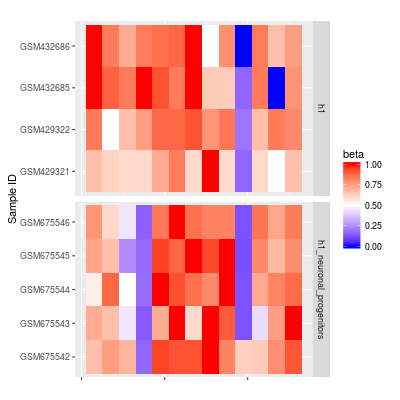 GSM432686
GSM432685
GSM429322
GSM429321
h1
GSM675546
GSM675545
GSM675544
GSM675543
GSM675542
h1_neuronal_progenitors
Sample ID
beta
1.00
0.75
0.50
0.25
0.00